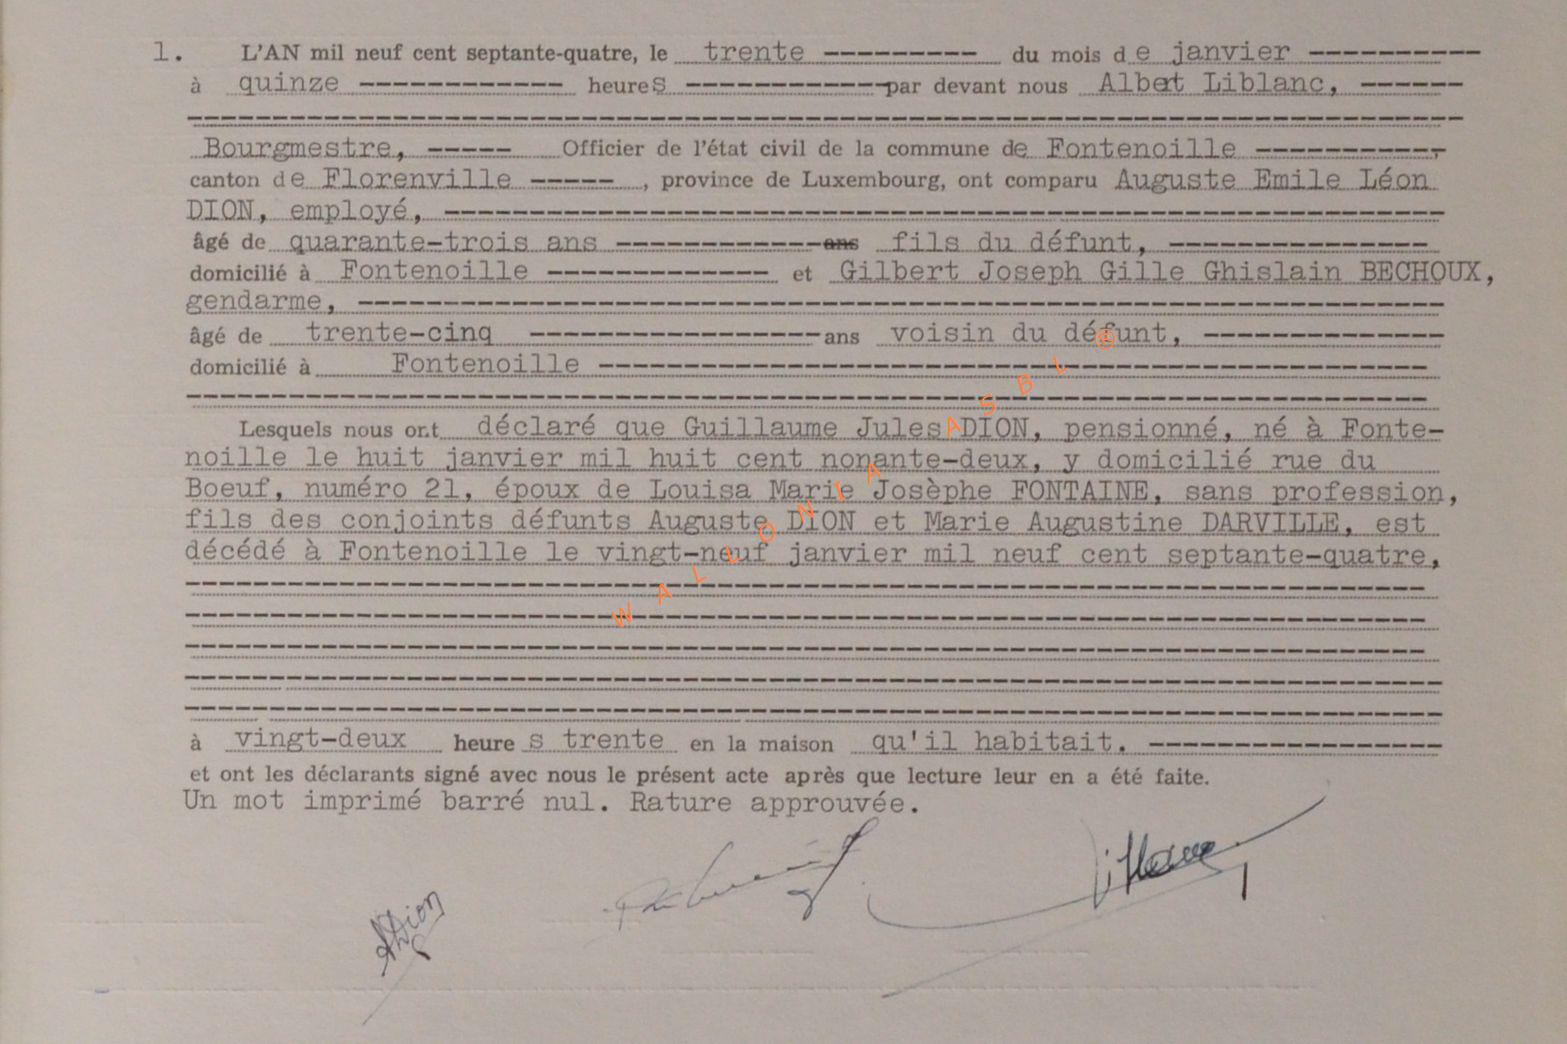 1. L'AN mil neuf cent septante-quatre, le trente ---------- du mois de janvier -----------
à quinze ------------- heures -------------par devant nous Albert Liblanc, ------
--------------------------------------------------------------------------------
Bourgmestre, ----- Officier de l'état civil de la commune de Fontenoille -----------,
canton de Florenville -----, province de Luxembourg, ont comparu Auguste Emile Léon
DION, employé, ----------------------------------------------------------------
âgé de quarante-trois ans -------------ans fils du défunt, ----------------
domicilié à Fontenoille -------------- et Gilbert Joseph Gille Ghislain BECHOUX,
gendarme, ---------------------------------------------------------------------
âgé de trente-cinq ------------------ans voisin du défunt, ---------------
domicilié à Fontenoille ----------------------------------------------------
--------------------------------------------------------------------------------
Lesquels nous ont déclaré que Guillaume Jules DION, pensionné, né à Fonte-
noille le huit janvier mil huit cent nonante-deux, y domicilié rue du
Boeuf, numéro 21, époux de Louisa Marie Josèphe FONTAINE, sans profession,
fils des conjoints défunts Auguste DION et Marie Augustine DARVILLE, est
décédé à Fontenoille le vingt-neuf janvier mil neuf cent septante-quatre,
--------------------------------------------------------------------------------
--------------------------------------------------------------------------------
--------------------------------------------------------------------------------
--------------------------------------------------------------------------------
--------------------------------------------------------------------------------
à vingt-deux heures trente en la maison qu'il habitait. ------------------
et ont les déclarants signé avec nous le présent acte après que lecture leur en a été faite.
Un mot imprimé barré nul. Rature approuvée.
ADion
WALLONIA ASBL ®